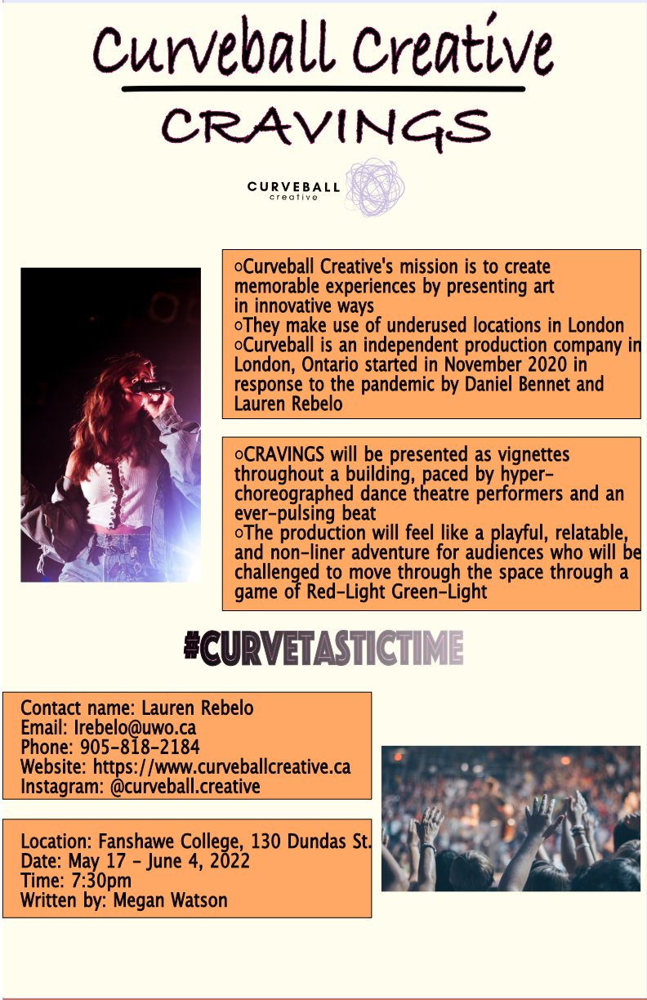 Curveball Creative
CRAVINGS
CURVEBALL
creative
○Curveball Creative's mission is to create
memorable experiences by presenting art
in innovative ways
○They make use of underused locations in London
○Curveball is an independent production company in
London, Ontario started in November 2020 in
response to the pandemic by Daniel Bennet and
Lauren Rebelo
○CRAVINGS will be presented as vignettes
throughout a building, paced by hyper-
choreographed dance theatre performers and an
ever-pulsing beat
○The production will feel like a playful, relatable,
and non-liner adventure for audiences who will be
challenged to move through the space through a
game of Red-Light Green-Light
#CURVETASTICTIME
Contact name: Lauren Rebelo
Email: lrebelo@uwo.ca
Phone: 905-818-2184
Website: https://www.curveballcreative.ca
Instagram: @curveball.creative
Location: Fanshawe College, 130 Dundas St.
Date: May 17 - June 4, 2022
Time: 7:30pm
Written by: Megan Watson